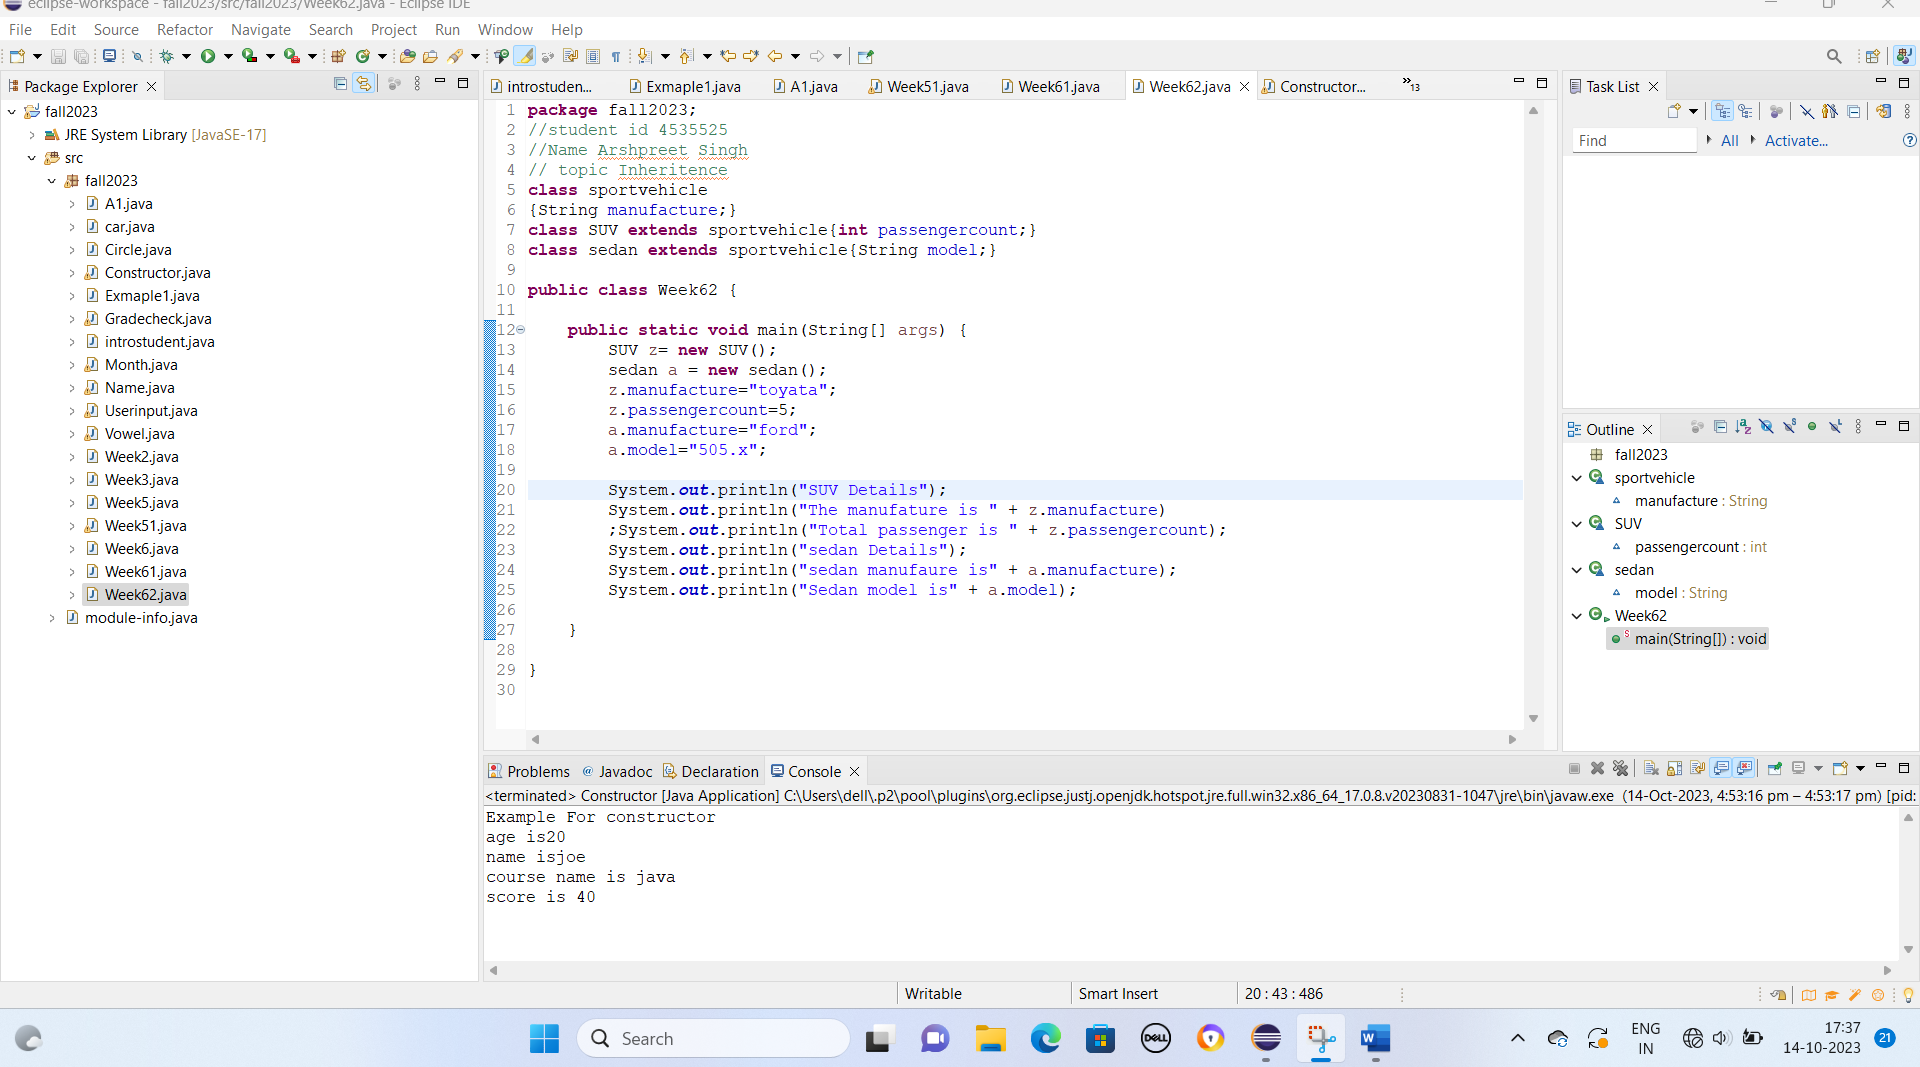 eclipse-workspace - fall2023/src/fall2023/Week62.java - Eclipse IDE
File Edit Source Refactor Navigate Search Project Run Window Help
Package Explorer
fall2023
JRE System Library [JavaSE-17]
src
fall2023
A1.java
car.java
Circle.java
Constructor.java
Exmaple1.java
Gradecheck.java
introstudent.java
Month.java
Name.java
Userinput.java
Vowel.java
Week2.java
Week3.java
Week5.java
Week51.java
Week6.java
Week61.java
Week62.java
module-info.java
introstuden... Exmaple1.java A1.java Week51.java Week61.java Week62.java Constructor... »13
1 package fall2023;
2 //student id 4535525
3 //Name Arshpreet Singh
4 // topic Inheritence
5 class sportvehicle
6 {String manufacture;}
7 class SUV extends sportvehicle{int passengercount;}
8 class sedan extends sportvehicle{String model;}
9
10 public class Week62 {
11
12 public static void main(String[] args) {
13 SUV z= new SUV();
14 sedan a = new sedan();
15 z.manufacture="toyata";
16 z.passengercount=5;
17 a.manufacture="ford";
18 a.model="505.x";
19
20 System.out.println("SUV Details");
21 System.out.println("The manufature is " + z.manufacture)
22 ;System.out.println("Total passenger is " + z.passengercount);
23 System.out.println("sedan Details");
24 System.out.println("sedan manufaure is" + a.manufacture);
25 System.out.println("Sedan model is" + a.model);
26
27 }
28
29 }
30
Task List
Find All Activate...
Outline
fall2023
sportvehicle
manufacture : String
SUV
passengercount : int
sedan
model : String
Week62
main(String[]) : void
Problems Javadoc Declaration Console
<terminated> Constructor [Java Application] C:\Users\dell\.p2\pool\plugins\org.eclipse.justj.openjdk.hotspot.jre.full.win32.x86_64_17.0.8.v20230831-1047\jre\bin\javaw.exe (14-Oct-2023, 4:53:16 pm – 4:53:17 pm) [pid:
Example For constructor
age is20
name isjoe
course name is java
score is 40
Writable Smart Insert 20 : 43 : 486
Search
DELL
ENG
IN
17:37
14-10-2023
21